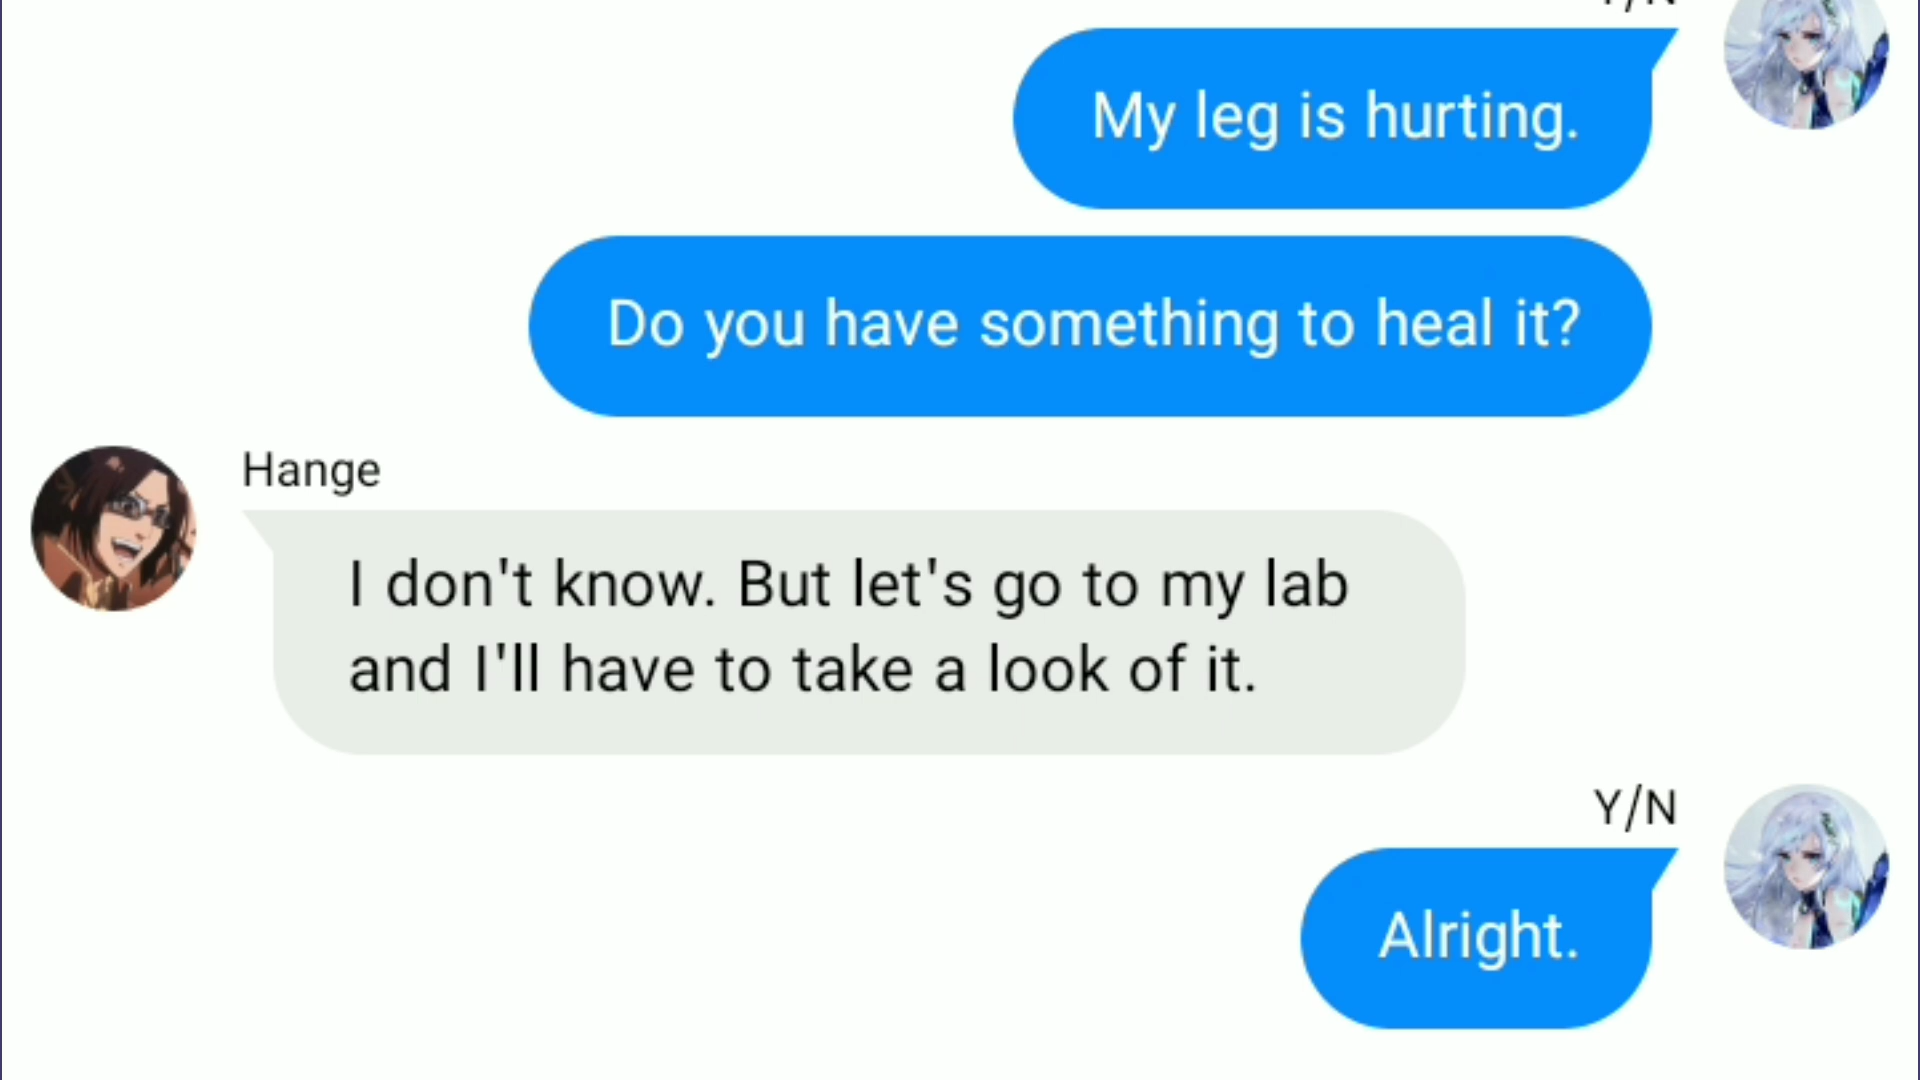 Y/N
My leg is hurting.
Do you have something to heal it?
Hange
I don't know. But let's go to my lab
and I'll have to take a look of it.
Y/N
Alright.